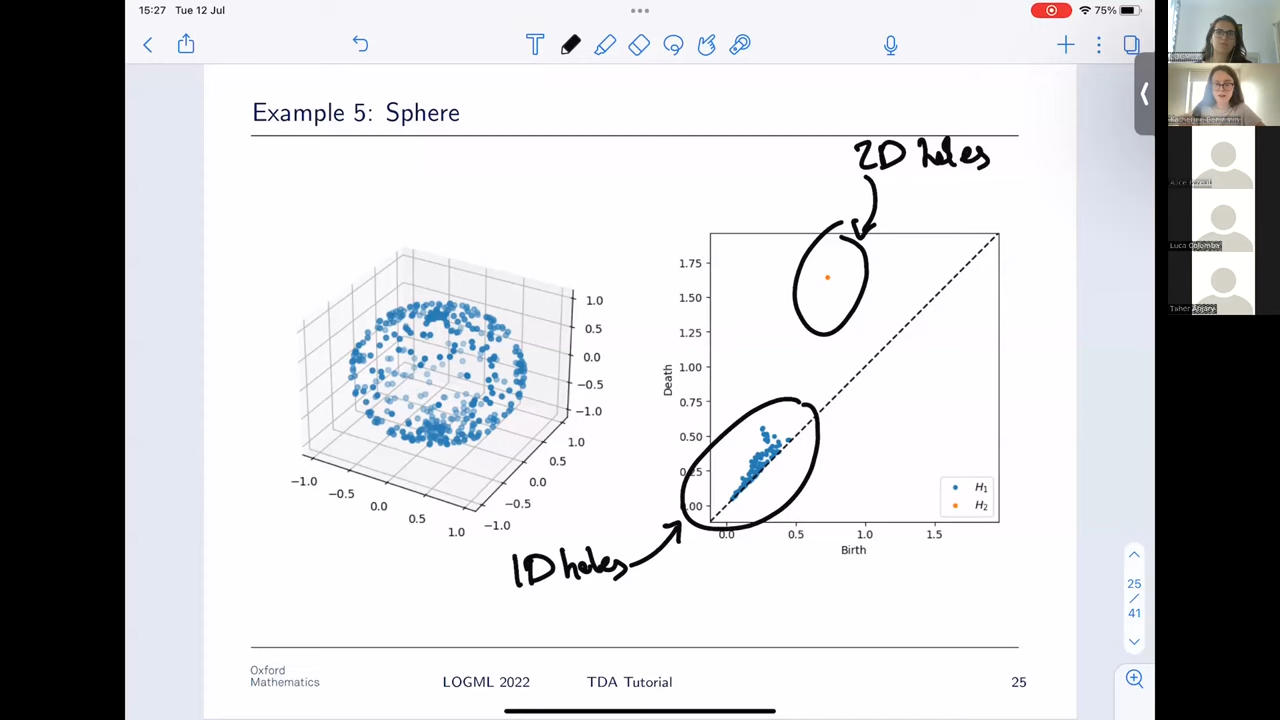 15:27 Tue 12 Jul
75%
Example 5: Sphere
2D holes
1.0
0.5
0.0
-0.5
-1.0
1.0
0.5
0.0
-0.5
-1.0
-1.0
-0.5
0.0
0.5
1.0
1.75
1.50
1.25
1.00
0.75
0.50
0.25
0.00
Death
H1
H2
0.0 0.5 1.0 1.5
Birth
1D holes
25
/
41
Oxford
Mathematics
LOGML 2022 TDA Tutorial 25
Luca
Taher